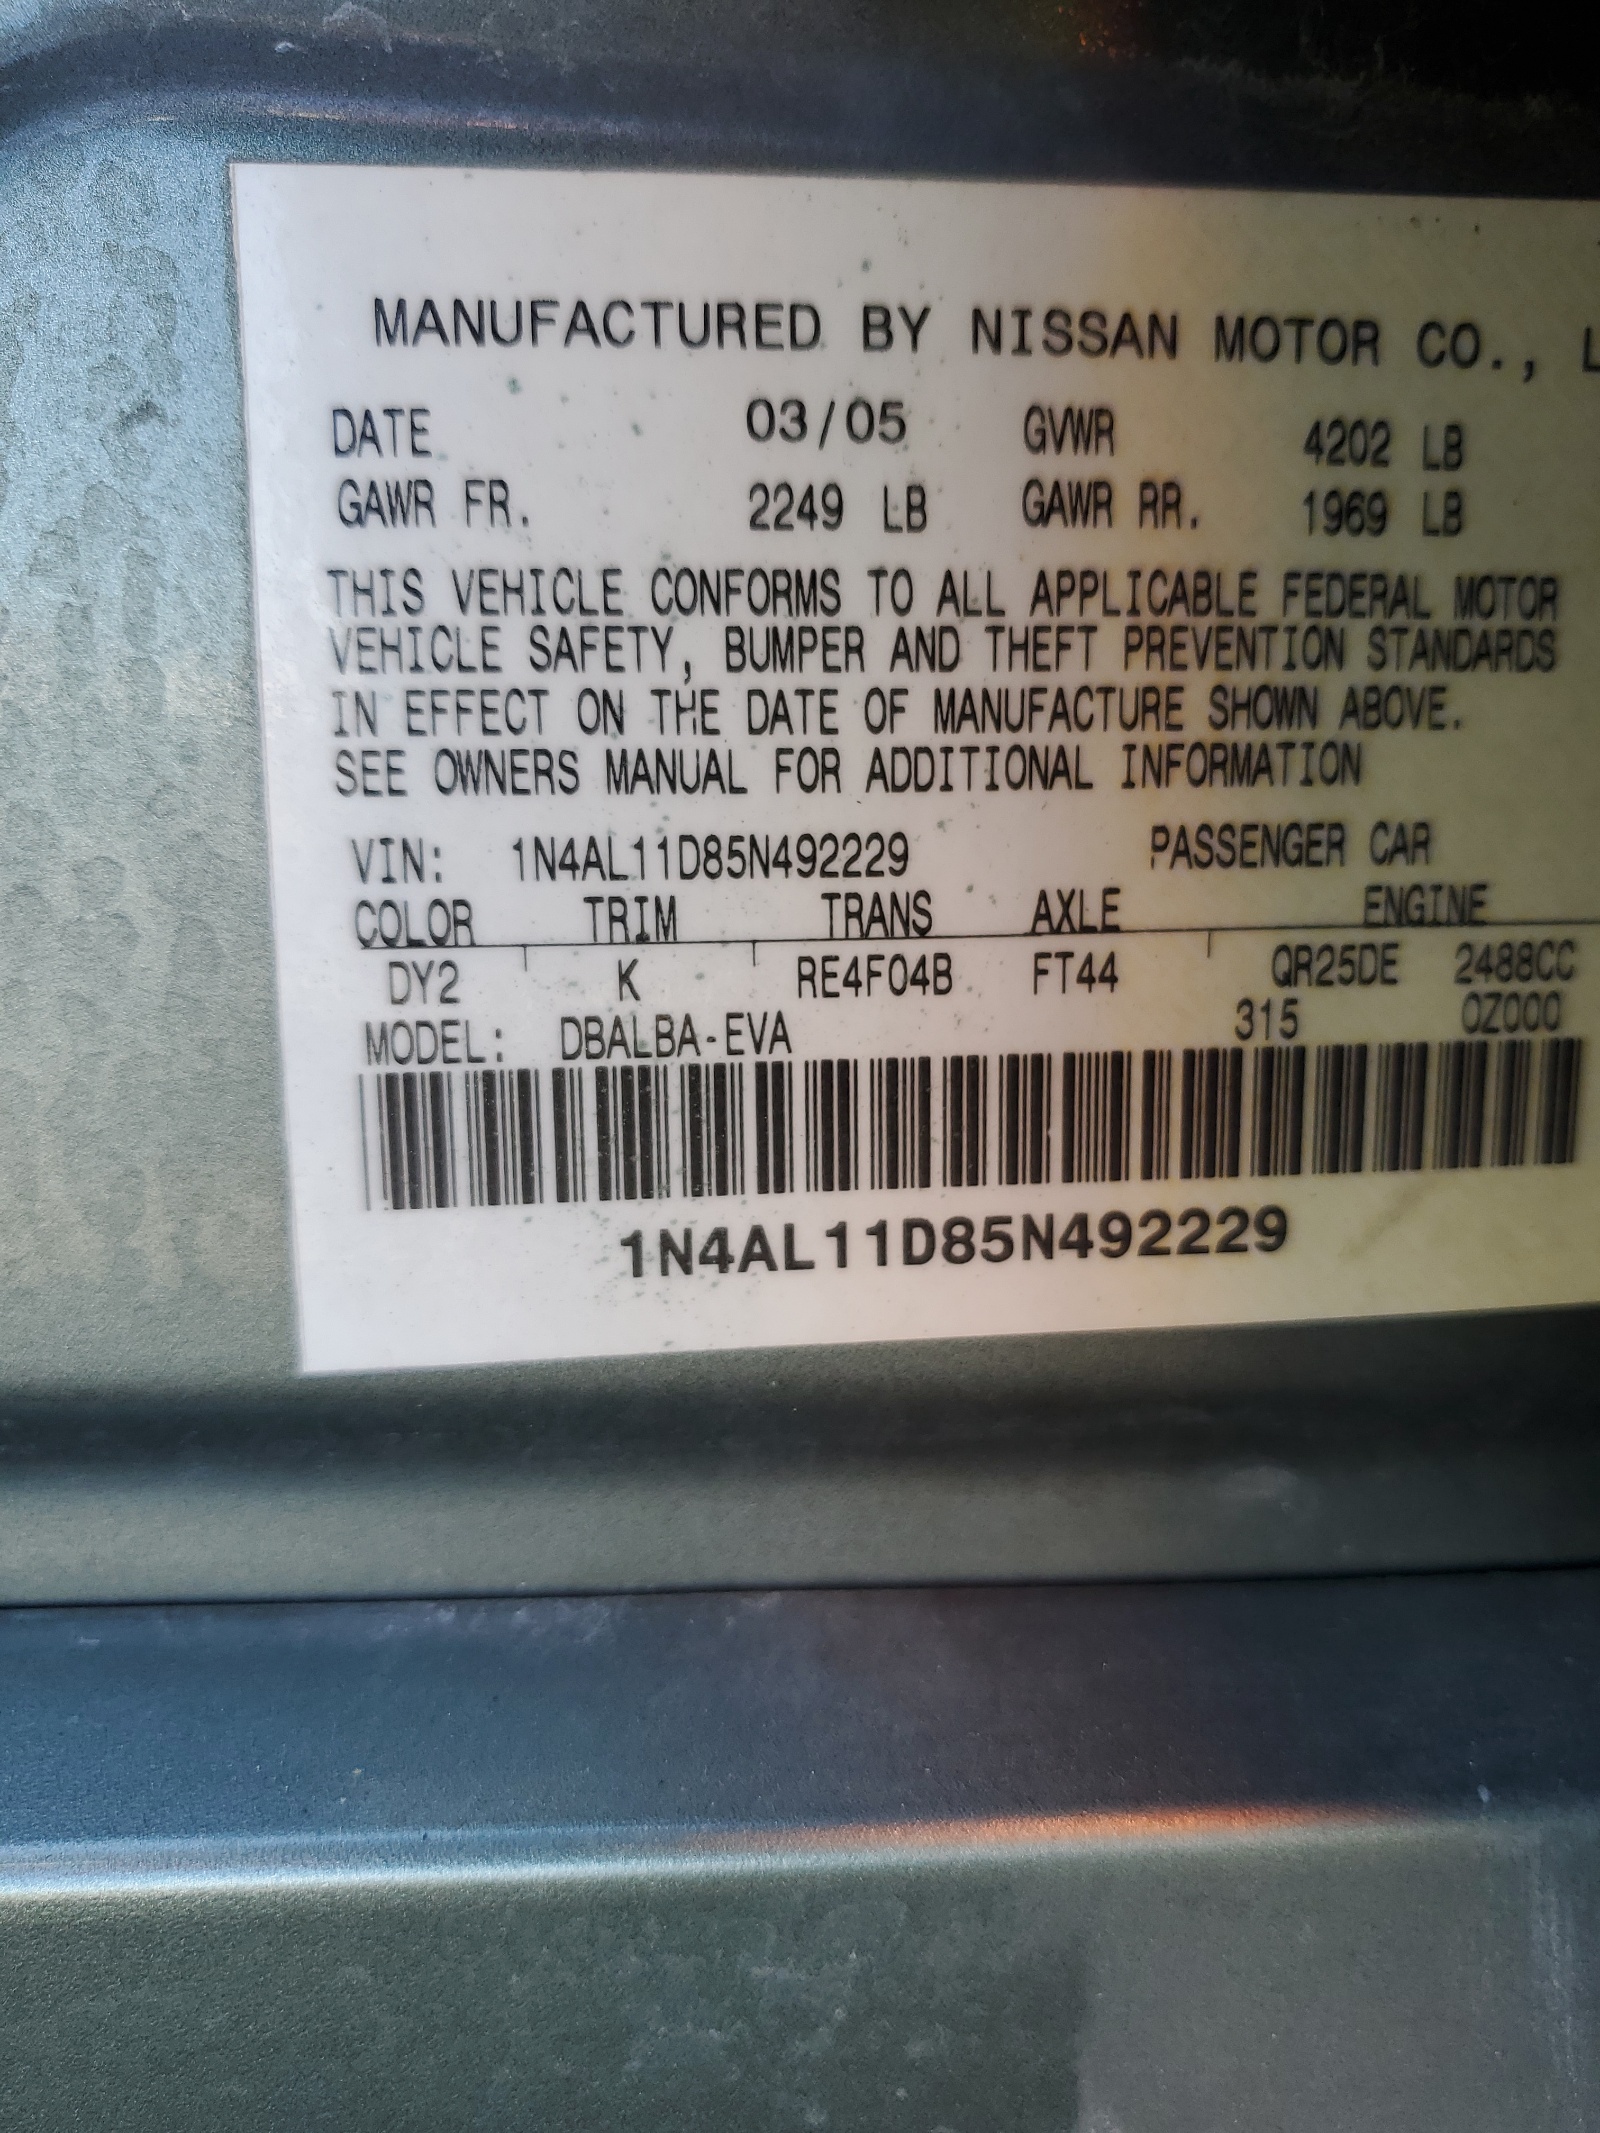 MANUFACTURED BY NISSAN MOTOR CO., L
DATE 03/05 GVWR 4202 LB
GAWR FR. 2249 LB GAWR RR. 1969 LB
THIS VEHICLE CONFORMS TO ALL APPLICABLE FEDERAL MOTOR
VEHICLE SAFETY, BUMPER AND THEFT PREVENTION STANDARDS
IN EFFECT ON THE DATE OF MANUFACTURE SHOWN ABOVE.
SEE OWNERS MANUAL FOR ADDITIONAL INFORMATION
VIN: 1N4AL11D85N492229 PASSENGER CAR
COLOR TRIM TRANS AXLE ENGINE
DY2 K RE4F04B FT44 QR25DE 2488CC
MODEL: DBALBA-EVA 315 0Z000
1N4AL11D85N492229